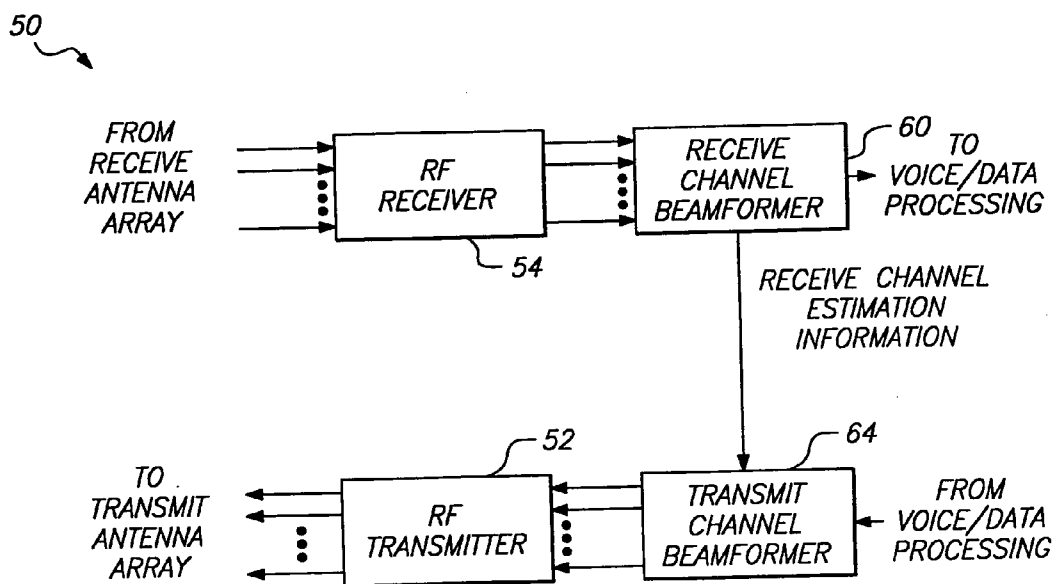 50
FROM
RECEIVE
ANTENNA
ARRAY
RF
RECEIVER
54
RECEIVE
CHANNEL
BEAMFORMER
60
TO
VOICE/DATA
PROCESSING
RECEIVE CHANNEL
ESTIMATION
INFORMATION
TO
TRANSMIT
ANTENNA
ARRAY
52
RF
TRANSMITTER
64
TRANSMIT
CHANNEL
BEAMFORMER
FROM
VOICE/DATA
PROCESSING